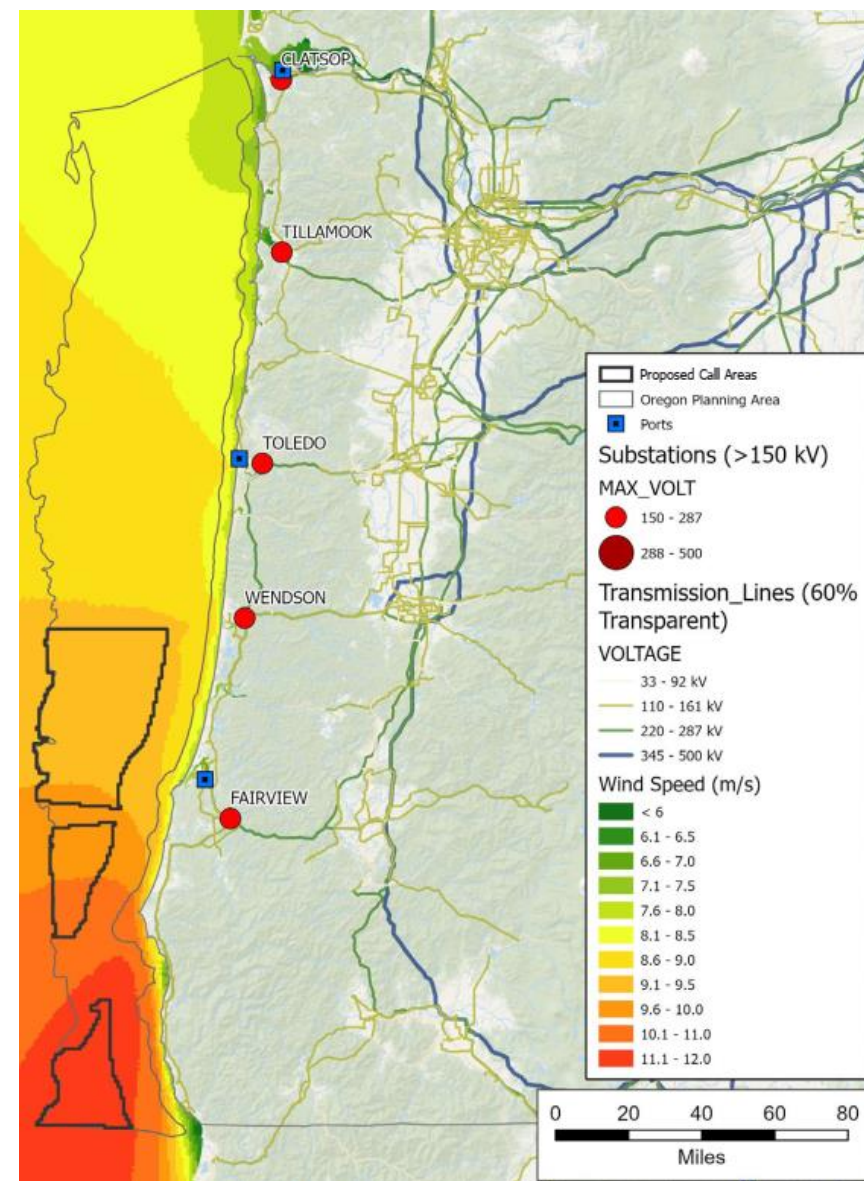 CLATSOP
TILLAMOOK
TOLEDO
WENDSON
FAIRVIEW
Proposed Call Areas
Oregon Planning Area
Ports
Substations (>150 kV)
MAX_VOLT
150 - 287
288 - 500
Transmission_Lines (60%
Transparent)
VOLTAGE
33 - 92 kV
110 - 161 kV
220 - 287 kV
345 - 500 kV
Wind Speed (m/s)
< 6
6.1 - 6.5
6.6 - 7.0
7.1 - 7.5
7.6 - 8.0
8.1 - 8.5
8.6 - 9.0
9.1 - 9.5
9.6 - 10.0
10.1 - 11.0
11.1 - 12.0
0 20 40 60 80
Miles